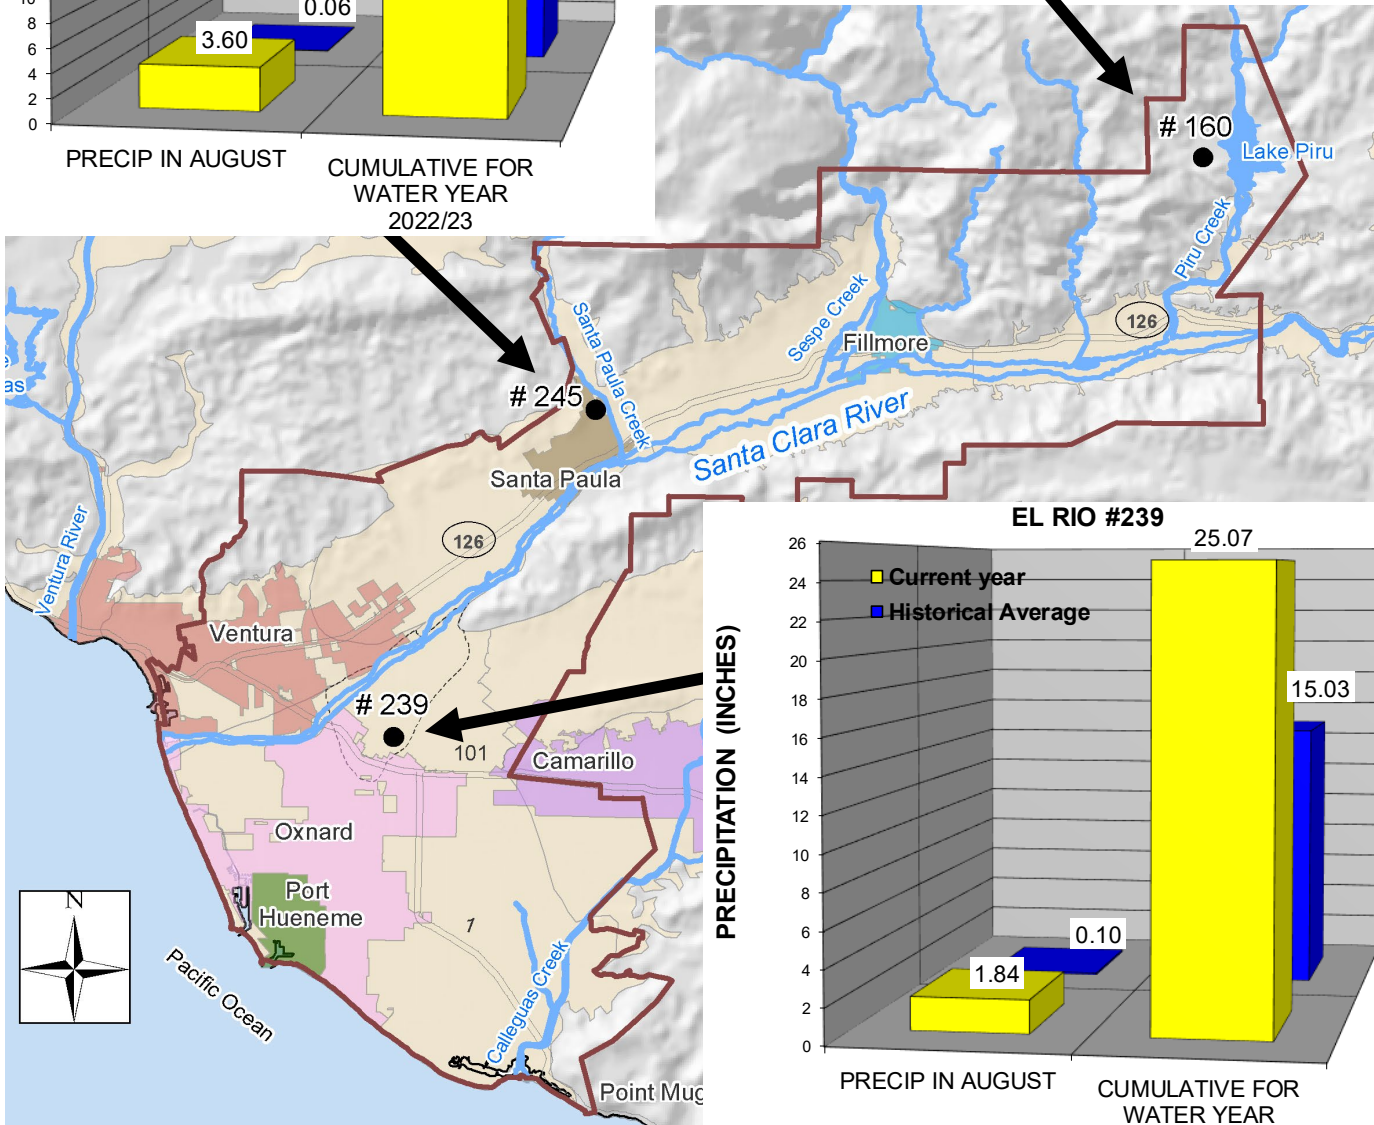 10
8
6
4
2
0
0.06
3.60
PRECIP IN AUGUST
CUMULATIVE FOR
WATER YEAR
2022/23
# 160
Lake Piru
Piru Creek
126
Sespe Creek
Fillmore
Santa Paula Creek
# 245
Santa Clara River
Santa Paula
as
126
Ventura River
Ventura
# 239
101
Camarillo
Oxnard
Port
Hueneme
1
N
Pacific Ocean
Calleguas Creek
Point Mug
EL RIO #239
PRECIPITATION (INCHES)
26
24
22
20
18
16
14
12
10
8
6
4
2
0
Current year
Historical Average
25.07
15.03
0.10
1.84
PRECIP IN AUGUST
CUMULATIVE FOR
WATER YEAR